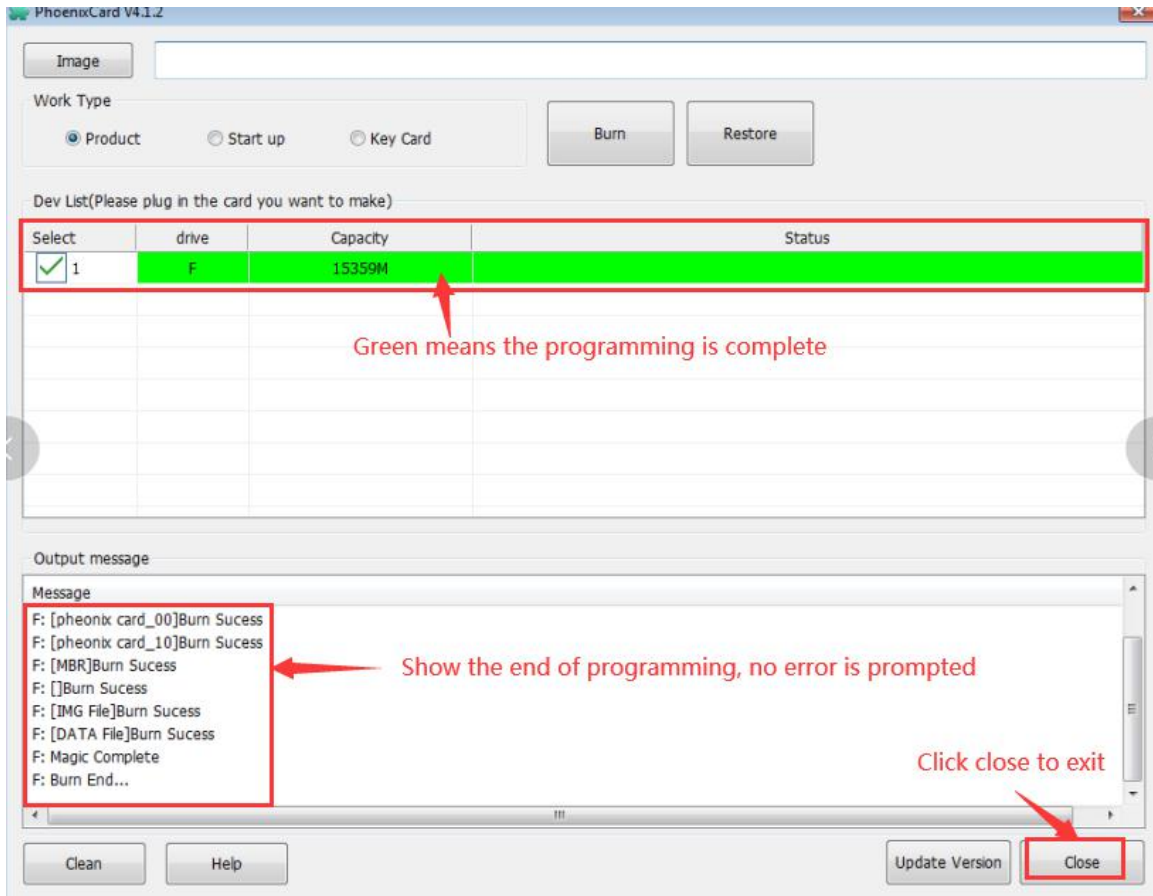 PhoenixCard V4.1.2
Image
Work Type
Product Start up Key Card
Burn Restore
Dev List(Please plug in the card you want to make)
Select drive Capacity Status
1 F 15359M
Green means the programming is complete
Output message
Message
F: [pheonix card_00]Burn Sucess
F: [pheonix card_10]Burn Sucess
F: [MBR]Burn Sucess
Show the end of programming, no error is prompted
F: []Burn Sucess
F: [IMG File]Burn Sucess
F: [DATA File]Burn Sucess
F: Magic Complete
Click close to exit
F: Burn End...
Clean Help Update Version Close